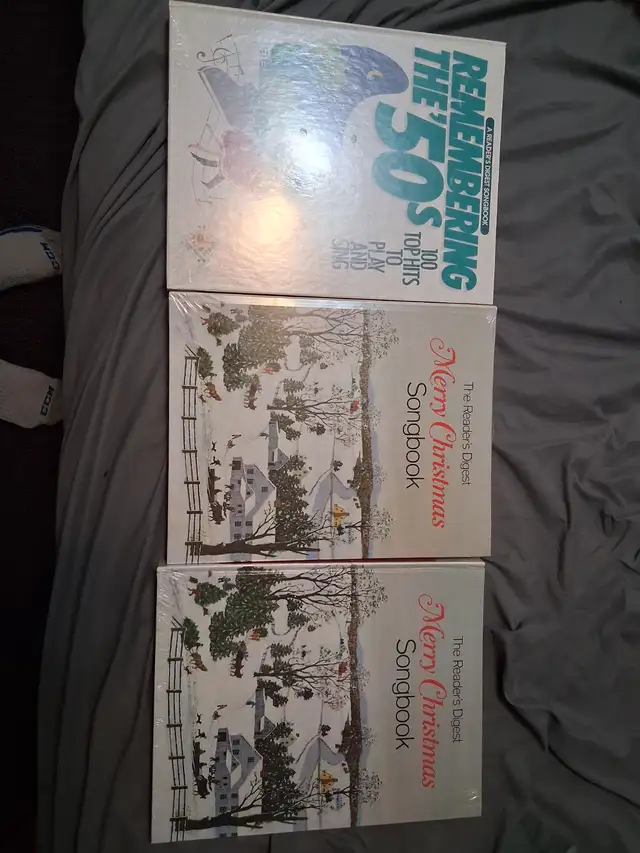 A READER'S DIGEST SONGBOOK
REMEMBERING
THE '50s
100
TOP HITS
TO
PLAY
AND
SING
The Reader's Digest
Merry Christmas
Songbook
The Reader's Digest
Merry Christmas
Songbook